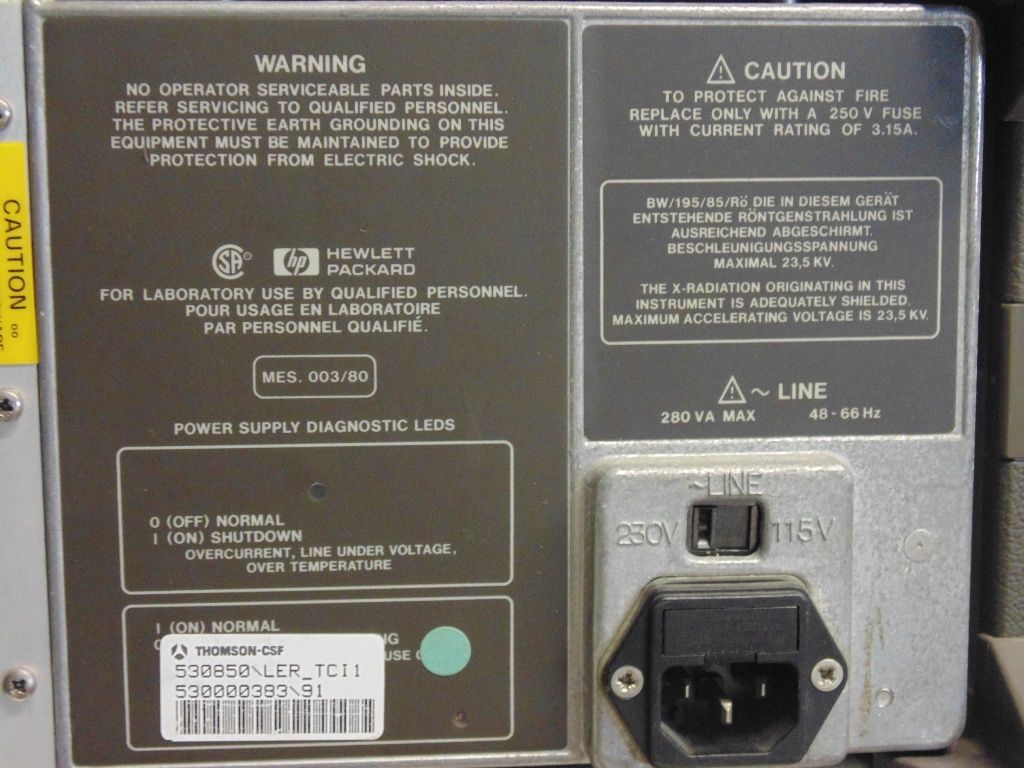 WARNING
NO OPERATOR SERVICEABLE PARTS INSIDE.
REFER SERVICING TO QUALIFIED PERSONNEL.
THE PROTECTIVE EARTH GROUNDING ON THIS
EQUIPMENT MUST BE MAINTAINED TO PROVIDE
PROTECTION FROM ELECTRIC SHOCK.
SA®
hp HEWLETT
PACKARD
FOR LABORATORY USE BY QUALIFIED PERSONNEL.
POUR USAGE EN LABORATOIRE
PAR PERSONNEL QUALIFIÉ.
MES. 003/80
POWER SUPPLY DIAGNOSTIC LEDS
0 (OFF) NORMAL
I (ON) SHUTDOWN
OVERCURRENT, LINE UNDER VOLTAGE,
OVER TEMPERATURE
I (ON) NORMAL
THOMSON-CSF
530850\LER_TCI1
530000383\91
⚠ CAUTION
TO PROTECT AGAINST FIRE
REPLACE ONLY WITH A 250 V FUSE
WITH CURRENT RATING OF 3.15A.
BW/195/85/Rö DIE IN DIESEM GERÄT
ENTSTEHENDE RÖNTGENSTRAHLUNG IST
AUSREICHEND ABGESCHIRMT.
BESCHLEUNIGUNGSSPANNUNG
MAXIMAL 23,5 KV.
THE X-RADIATION ORIGINATING IN THIS
INSTRUMENT IS ADEQUATELY SHIELDED.
MAXIMUM ACCELERATING VOLTAGE IS 23,5 KV.
⚠ ~ LINE
280 VA MAX 48-66 Hz
~LINE
230V 115V
CAUTION